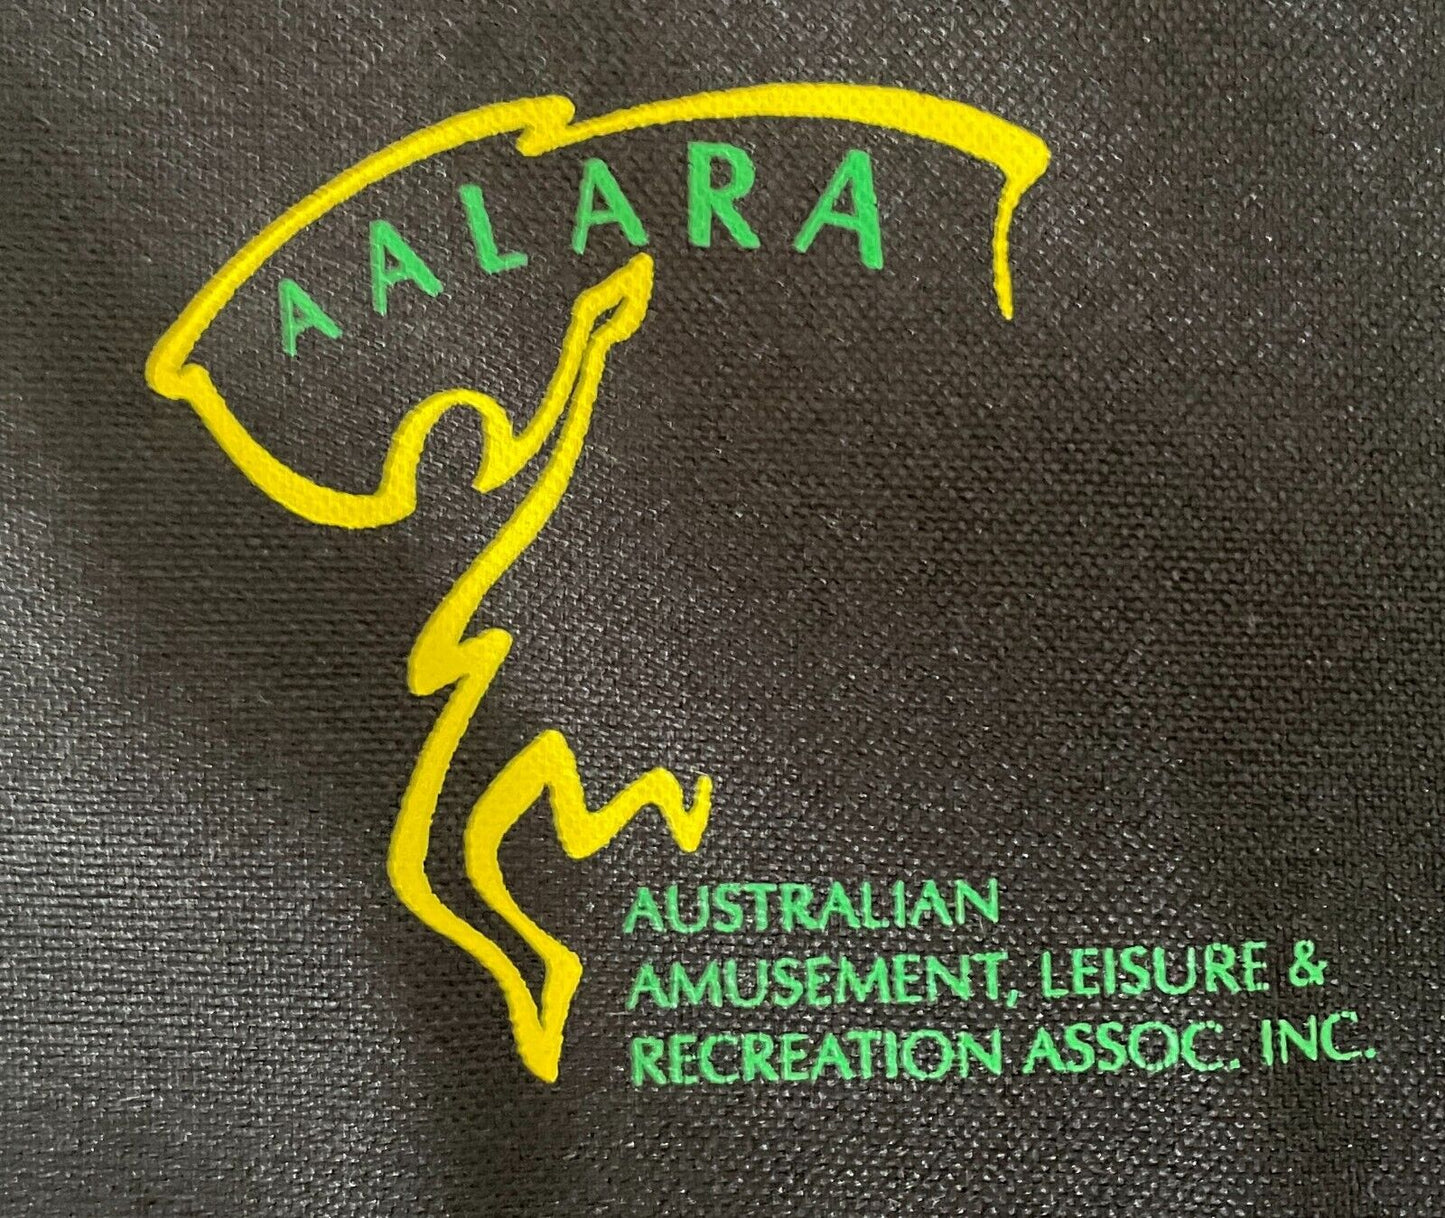 AALARA
AUSTRALIAN
AMUSEMENT, LEISURE &
RECREATION ASSOC. INC.